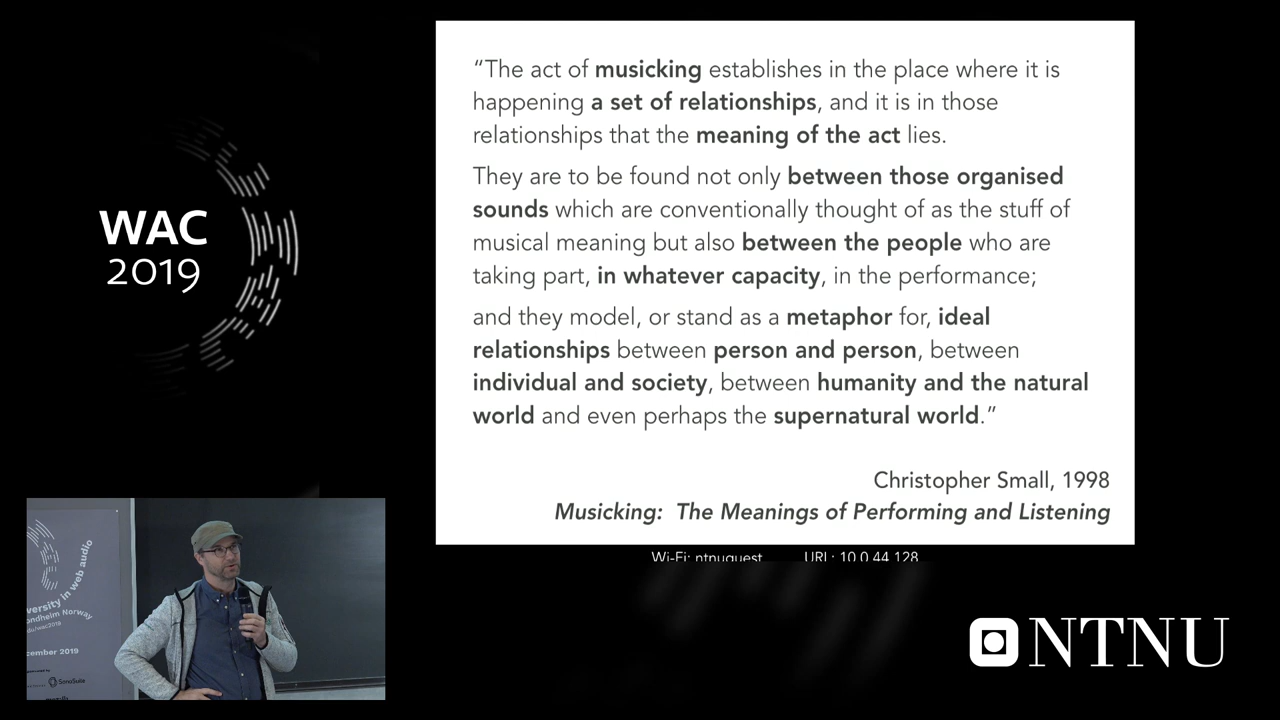 WAC
2019
“The act of musicking establishes in the place where it is
happening a set of relationships, and it is in those
relationships that the meaning of the act lies.
They are to be found not only between those organised
sounds which are conventionally thought of as the stuff of
musical meaning but also between the people who are
taking part, in whatever capacity, in the performance;
and they model, or stand as a metaphor for, ideal
relationships between person and person, between
individual and society, between humanity and the natural
world and even perhaps the supernatural world.”
Christopher Small, 1998
Musicking: The Meanings of Performing and Listening
Wi-Fi: ntnuguest URL: 10.0.44.128
in web audio
Norway
2019
SonoSuite
NTNU